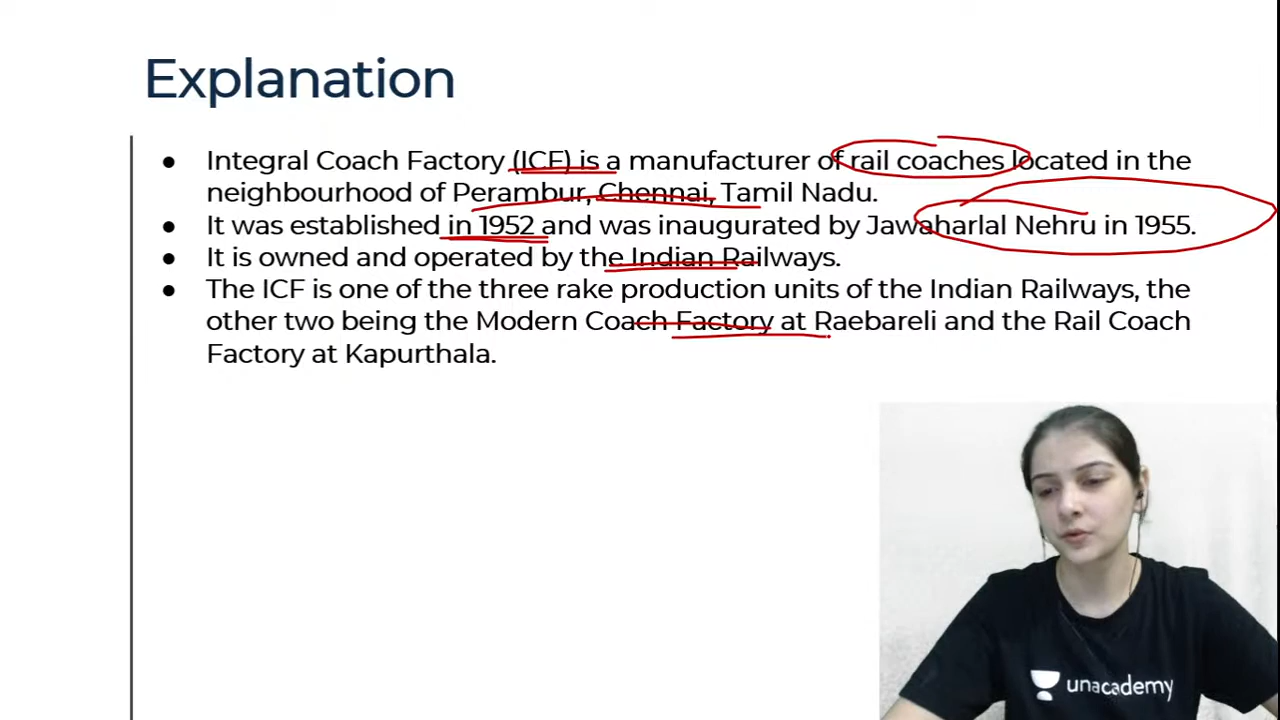 Explanation
● Integral Coach Factory (ICF) is a manufacturer of rail coaches located in the
neighbourhood of Perambur, Chennai, Tamil Nadu.
● It was established in 1952 and was inaugurated by Jawaharlal Nehru in 1955.
● It is owned and operated by the Indian Railways.
● The ICF is one of the three rake production units of the Indian Railways, the
other two being the Modern Coach Factory at Raebareli and the Rail Coach
Factory at Kapurthala.
unacademy